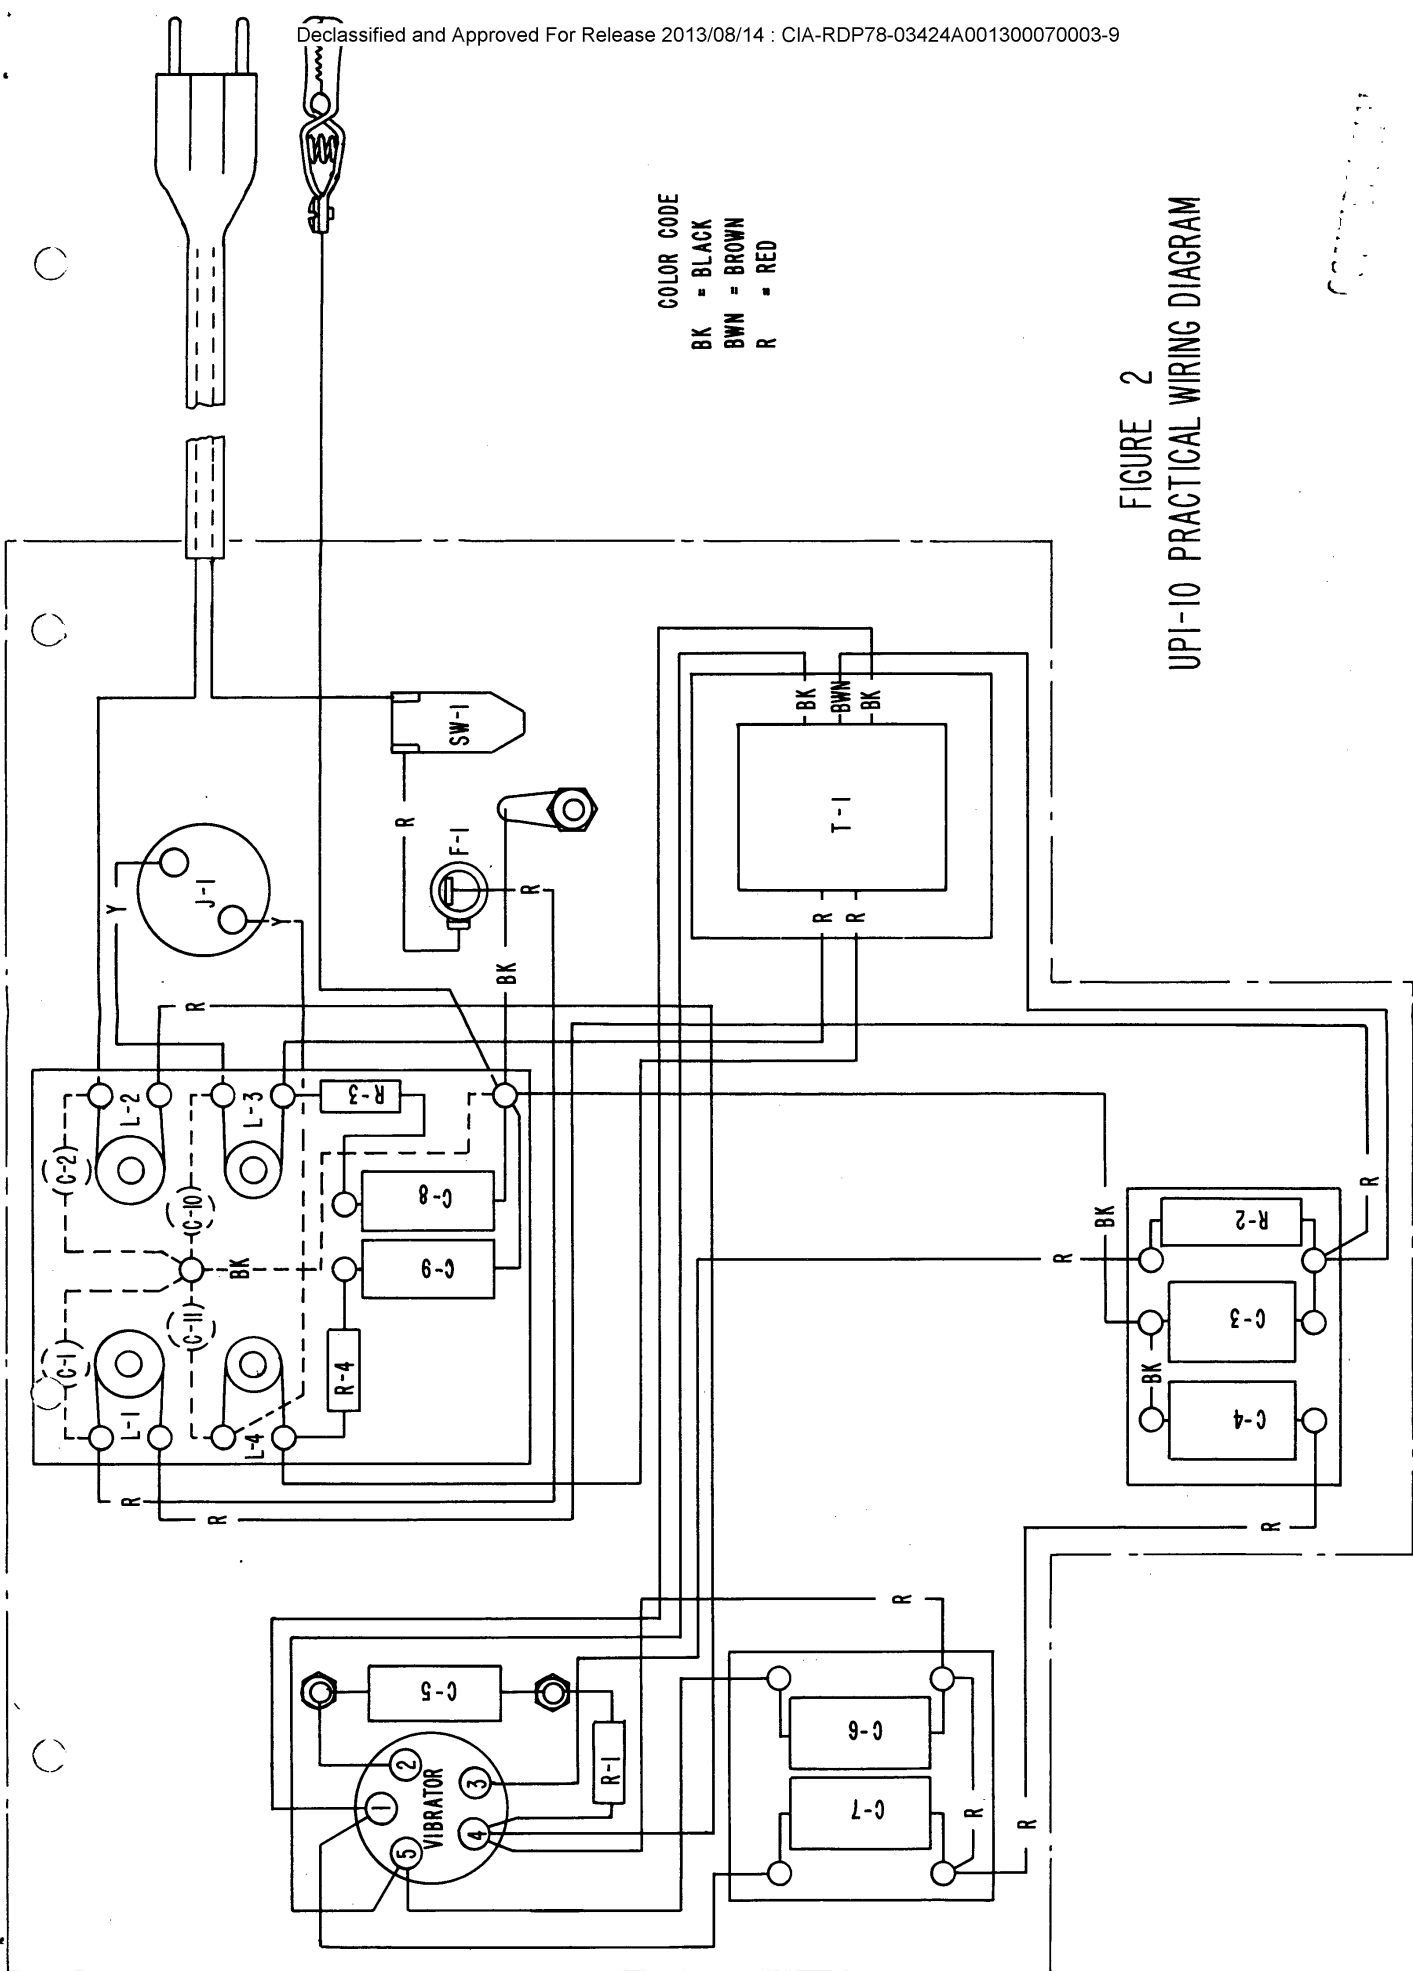 Declassified and Approved For Release 2013/08/14 : CIA-RDP78-03424A001300070003-9
COLOR CODE
BK = BLACK
BWN = BROWN
R = RED
FIGURE 2
UPI-10 PRACTICAL WIRING DIAGRAM
SW-1
R
F-1
R
J-1
Y
Y
BK
BK
BWN
BK
T-1
R
R
R
C-2
L-2
C-10
L-3
R-3
C-8
C-9
BK
C-1
L-1
C-11
L-4
R-4
R
R
BK
R
R
R-2
C-3
BK
C-4
R
C-5
VIBRATOR
1
2
3
4
5
R-1
R
C-6
C-7
R
R